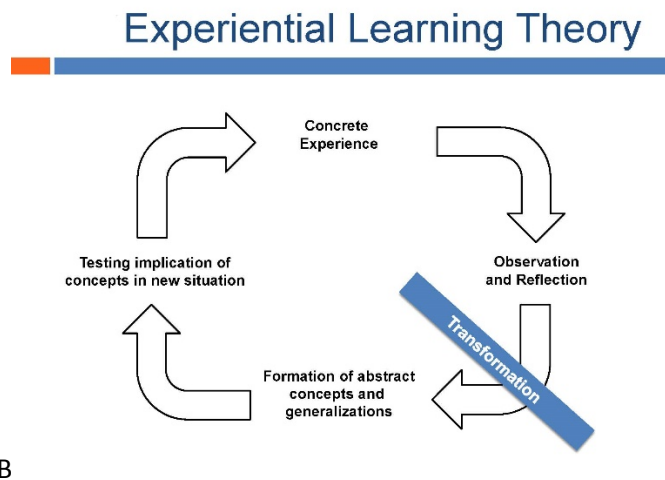 Experiential Learning Theory
Concrete
Experience
Testing implication of
concepts in new situation
Observation
and Reflection
Transformation
Formation of abstract
concepts and
generalizations
B